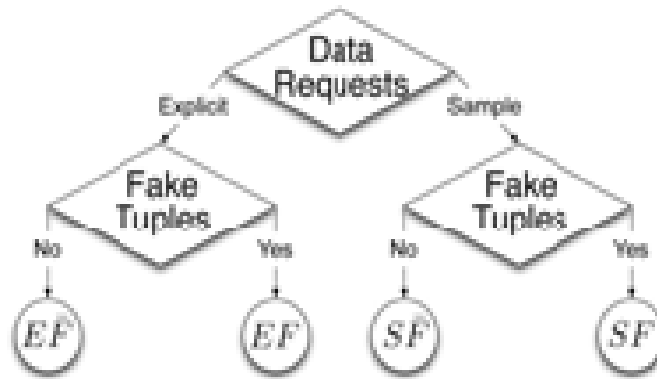 Data
Requests
Explicit
Sample
Fake
Tuples
Fake
Tuples
No
Yes
No
Yes
EF̄
EF
SF̄
SF